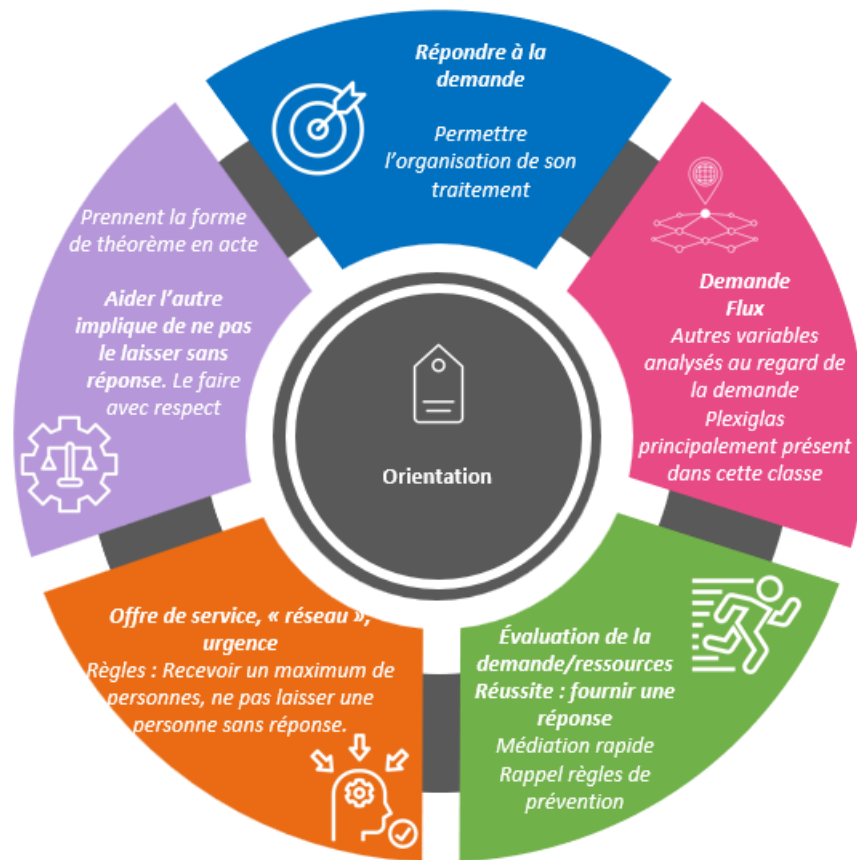 Répondre à la
demande
Permettre
l'organisation de son
traitement
Demande
Flux
Autres variables
analysés au regard de
la demande
Plexiglas
principalement présent
dans cette classe
Évaluation de la
demande/ressources
Réussite : fournir une
réponse
Médiation rapide
Rappel règles de
prévention
Offre de service, « réseau »,
urgence
Règles : Recevoir un maximum de
personnes, ne pas laisser une
personne sans réponse.
Prennent la forme
de théorème en acte
Aider l'autre
implique de ne pas
le laisser sans
réponse. Le faire
avec respect
Orientation